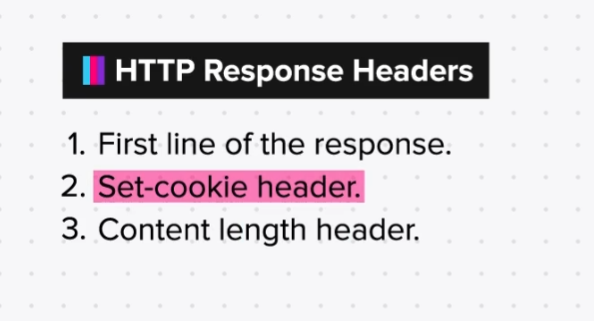 HTTP Response Headers
1. First line of the response.
2. Set-cookie header.
3. Content length header.